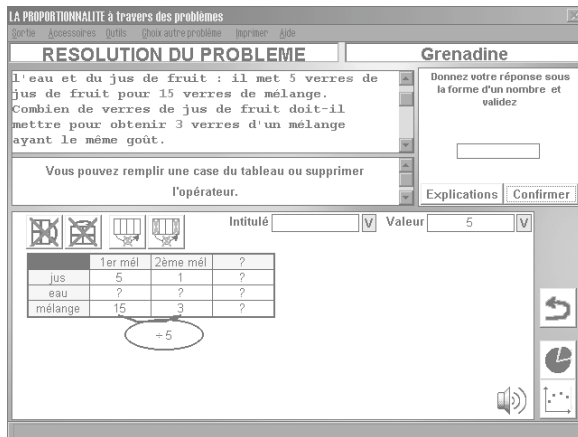 LA PROPORTIONNALITE à travers des problèmes
Sortie Accessoires Outils Choix autre problème Imprimer Aide
RESOLUTION DU PROBLEME
Grenadine
l'eau et du jus de fruit : il met 5 verres de
jus de fruit pour 15 verres de mélange.
Combien de verres de jus de fruit doit-il
mettre pour obtenir 3 verres d'un mélange
ayant le même goût.
Donnez votre réponse sous
la forme d'un nombre et
validez
Vous pouvez remplir une case du tableau ou supprimer
l'opérateur.
Explications Confirmer
Intitulé V Valeur 5 V
1er mél 2ème mél ?
jus 5 1 ?
eau ? ? ?
mélange 15 3 ?
÷5